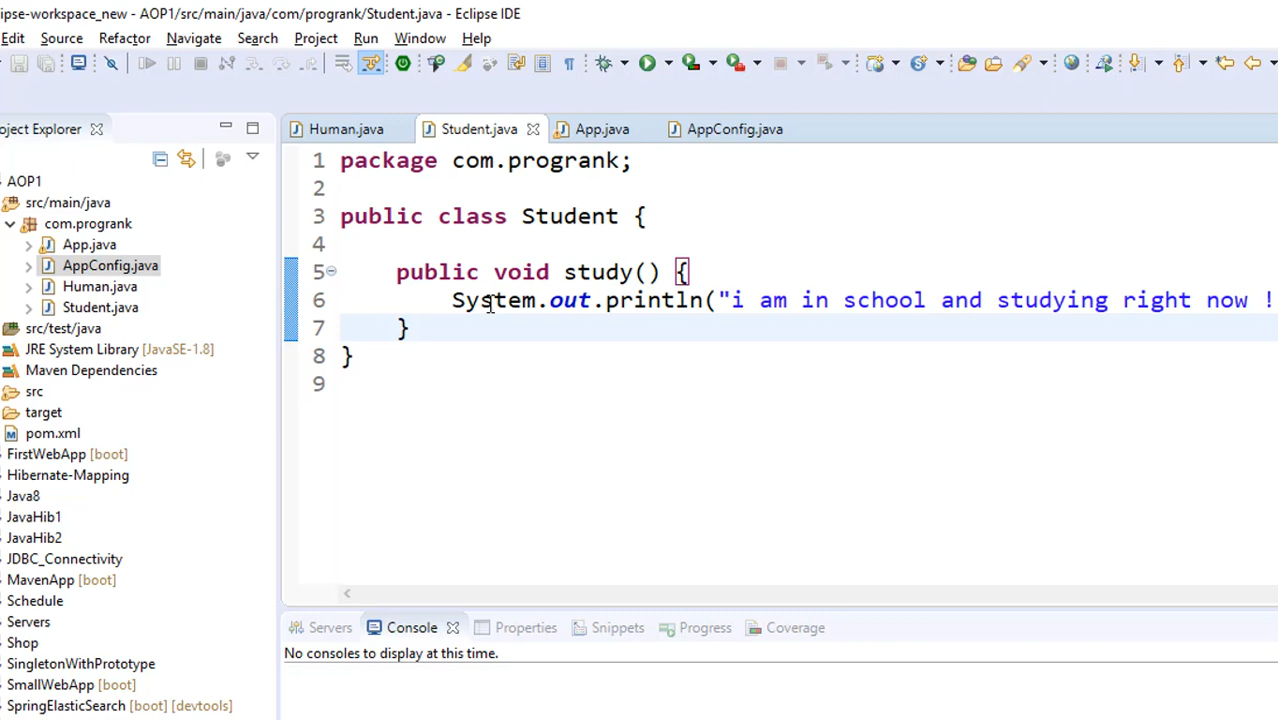 ipse-workspace_new - AOP1/src/main/java/com/progrank/Student.java - Eclipse IDE
Edit Source Refactor Navigate Search Project Run Window Help
oject Explorer
Human.java Student.java App.java AppConfig.java
AOP1
src/main/java
com.progrank
App.java
AppConfig.java
Human.java
Student.java
src/test/java
JRE System Library [JavaSE-1.8]
Maven Dependencies
src
target
pom.xml
FirstWebApp [boot]
Hibernate-Mapping
Java8
JavaHib1
JavaHib2
JDBC_Connectivity
MavenApp [boot]
Schedule
Servers
Shop
SingletonWithPrototype
SmallWebApp [boot]
SpringElasticSearch [boot] [devtools]
1 package com.progrank;
2
3 public class Student {
4
5 public void study() {
6 System.out.println("i am in school and studying right now !
7 }
8 }
9
Servers Console Properties Snippets Progress Coverage
No consoles to display at this time.